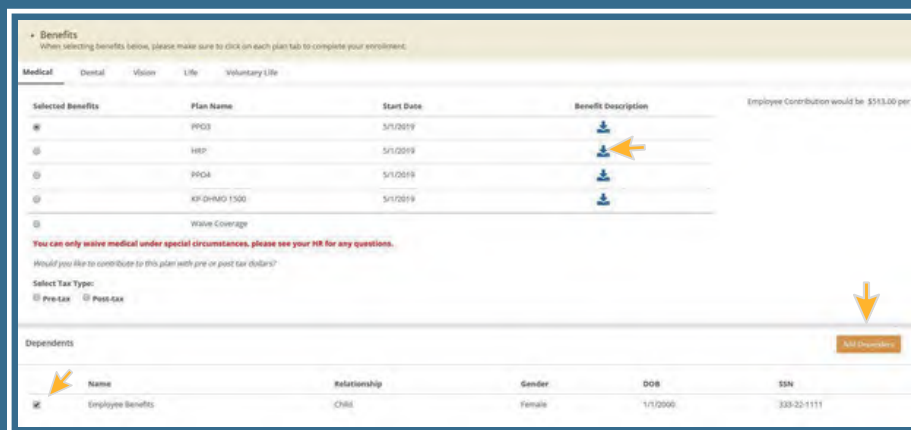 • Benefits
When selecting benefits below, please make sure to click on each plan tab to complete your enrollment.
Medical Dental Vision Life Voluntary Life
Selected Benefits Plan Name Start Date Benefit Description Employee Contribution would be $513.00 per
PPO3 5/1/2019
HRP 5/1/2019
PPO4 5/1/2019
KP-DHMO 1500 5/1/2019
Waive Coverage
You can only waive medical under special circumstances, please see your HR for any questions.
Would you like to contribute to this plan with pre or post tax dollars?
Select Tax Type:
Pre-tax Post-tax
Dependents Add Dependent
Name Relationship Gender DOB SSN
Employee Benefits Child Female 1/1/2000 333-22-1111